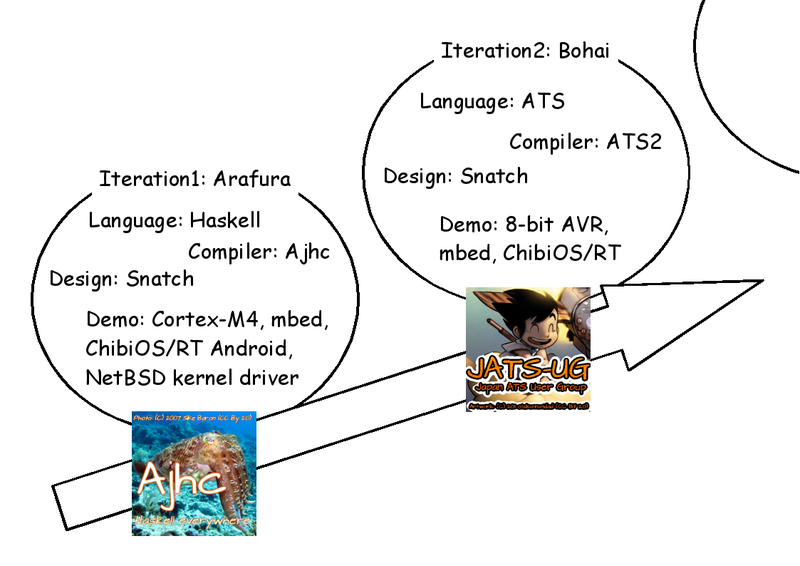 Iteration2: Bohai
Language: ATS
Compiler: ATS2
Design: Snatch
Demo: 8-bit AVR,
mbed, ChibiOS/RT
Iteration1: Arafura
Language: Haskell
Compiler: Ajhc
Design: Snatch
Demo: Cortex-M4, mbed,
ChibiOS/RT Android,
NetBSD kernel driver
JATS-UG
Japan ATS User Group
Photo: (C) 2007 Silke Baron (CC By 2.0)
Ajhc
Haskell everywhere